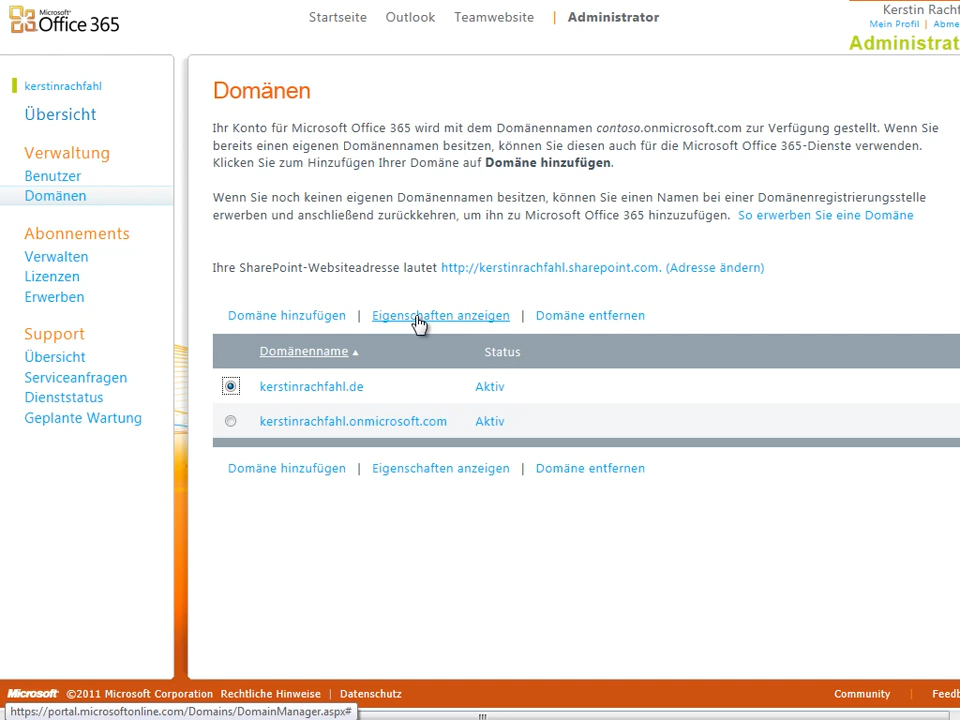 Microsoft
Office 365
Startseite Outlook Teamwebsite | Administrator
Kerstin Racht
Mein Profil |
Administrat
kerstinrachfahl
Übersicht
Verwaltung
Benutzer
Domänen
Abonnements
Verwalten
Lizenzen
Erwerben
Support
Übersicht
Serviceanfragen
Dienststatus
Geplante Wartung
Domänen
Ihr Konto für Microsoft Office 365 wird mit dem Domänennamen contoso.onmicrosoft.com zur Verfügung gestellt. Wenn Sie
bereits einen eigenen Domänennamen besitzen, können Sie diesen auch für die Microsoft Office 365-Dienste verwenden.
Klicken Sie zum Hinzufügen Ihrer Domäne auf Domäne hinzufügen.
Wenn Sie noch keinen eigenen Domänennamen besitzen, können Sie einen Namen bei einer Domänenregistrierungsstelle
erwerben und anschließend zurückkehren, um ihn zu Microsoft Office 365 hinzuzufügen. So erwerben Sie eine Domäne
Ihre SharePoint-Websiteadresse lautet http://kerstinrachfahl.sharepoint.com. (Adresse ändern)
Domäne hinzufügen | Eigenschaften anzeigen | Domäne entfernen
Domänenname Status
kerstinrachfahl.de Aktiv
kerstinrachfahl.onmicrosoft.com Aktiv
Domäne hinzufügen | Eigenschaften anzeigen | Domäne entfernen
Microsoft ©2011 Microsoft Corporation Rechtliche Hinweise | Datenschutz
Community | Feedb
https://portal.microsoftonline.com/Domains/DomainManager.aspx#